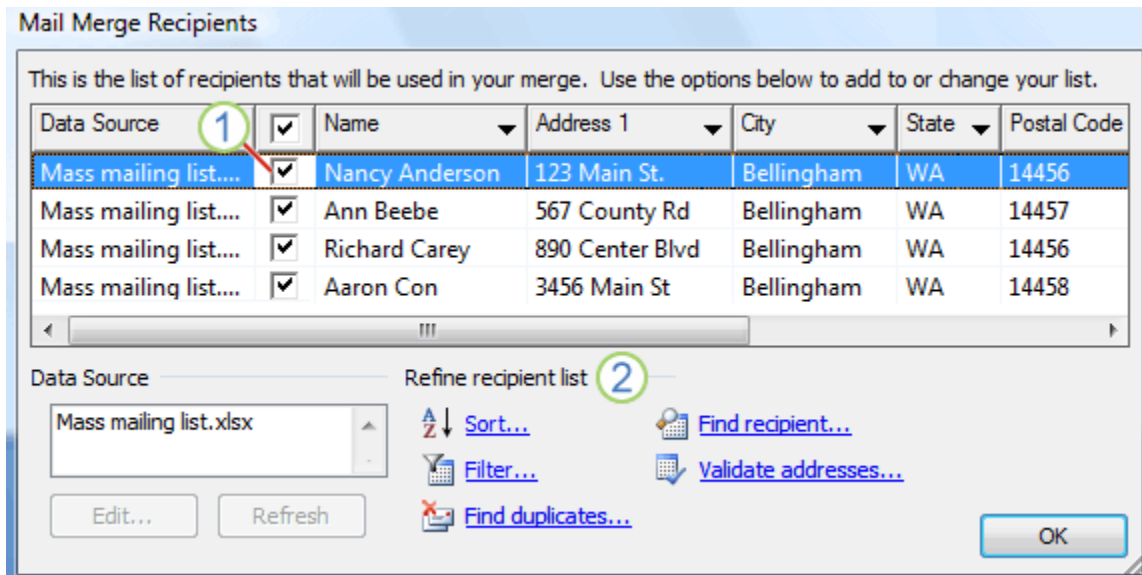 Mail Merge Recipients
This is the list of recipients that will be used in your merge. Use the options below to add to or change your list.
Data Source 1 Name Address 1 City State Postal Code
Mass mailing list.... Nancy Anderson 123 Main St. Bellingham WA 14456
Mass mailing list.... Ann Beebe 567 County Rd Bellingham WA 14457
Mass mailing list.... Richard Carey 890 Center Blvd Bellingham WA 14456
Mass mailing list.... Aaron Con 3456 Main St Bellingham WA 14458
Data Source Refine recipient list 2
Mass mailing list.xlsx Sort... Find recipient...
Filter... Validate addresses...
Edit... Refresh Find duplicates...
OK